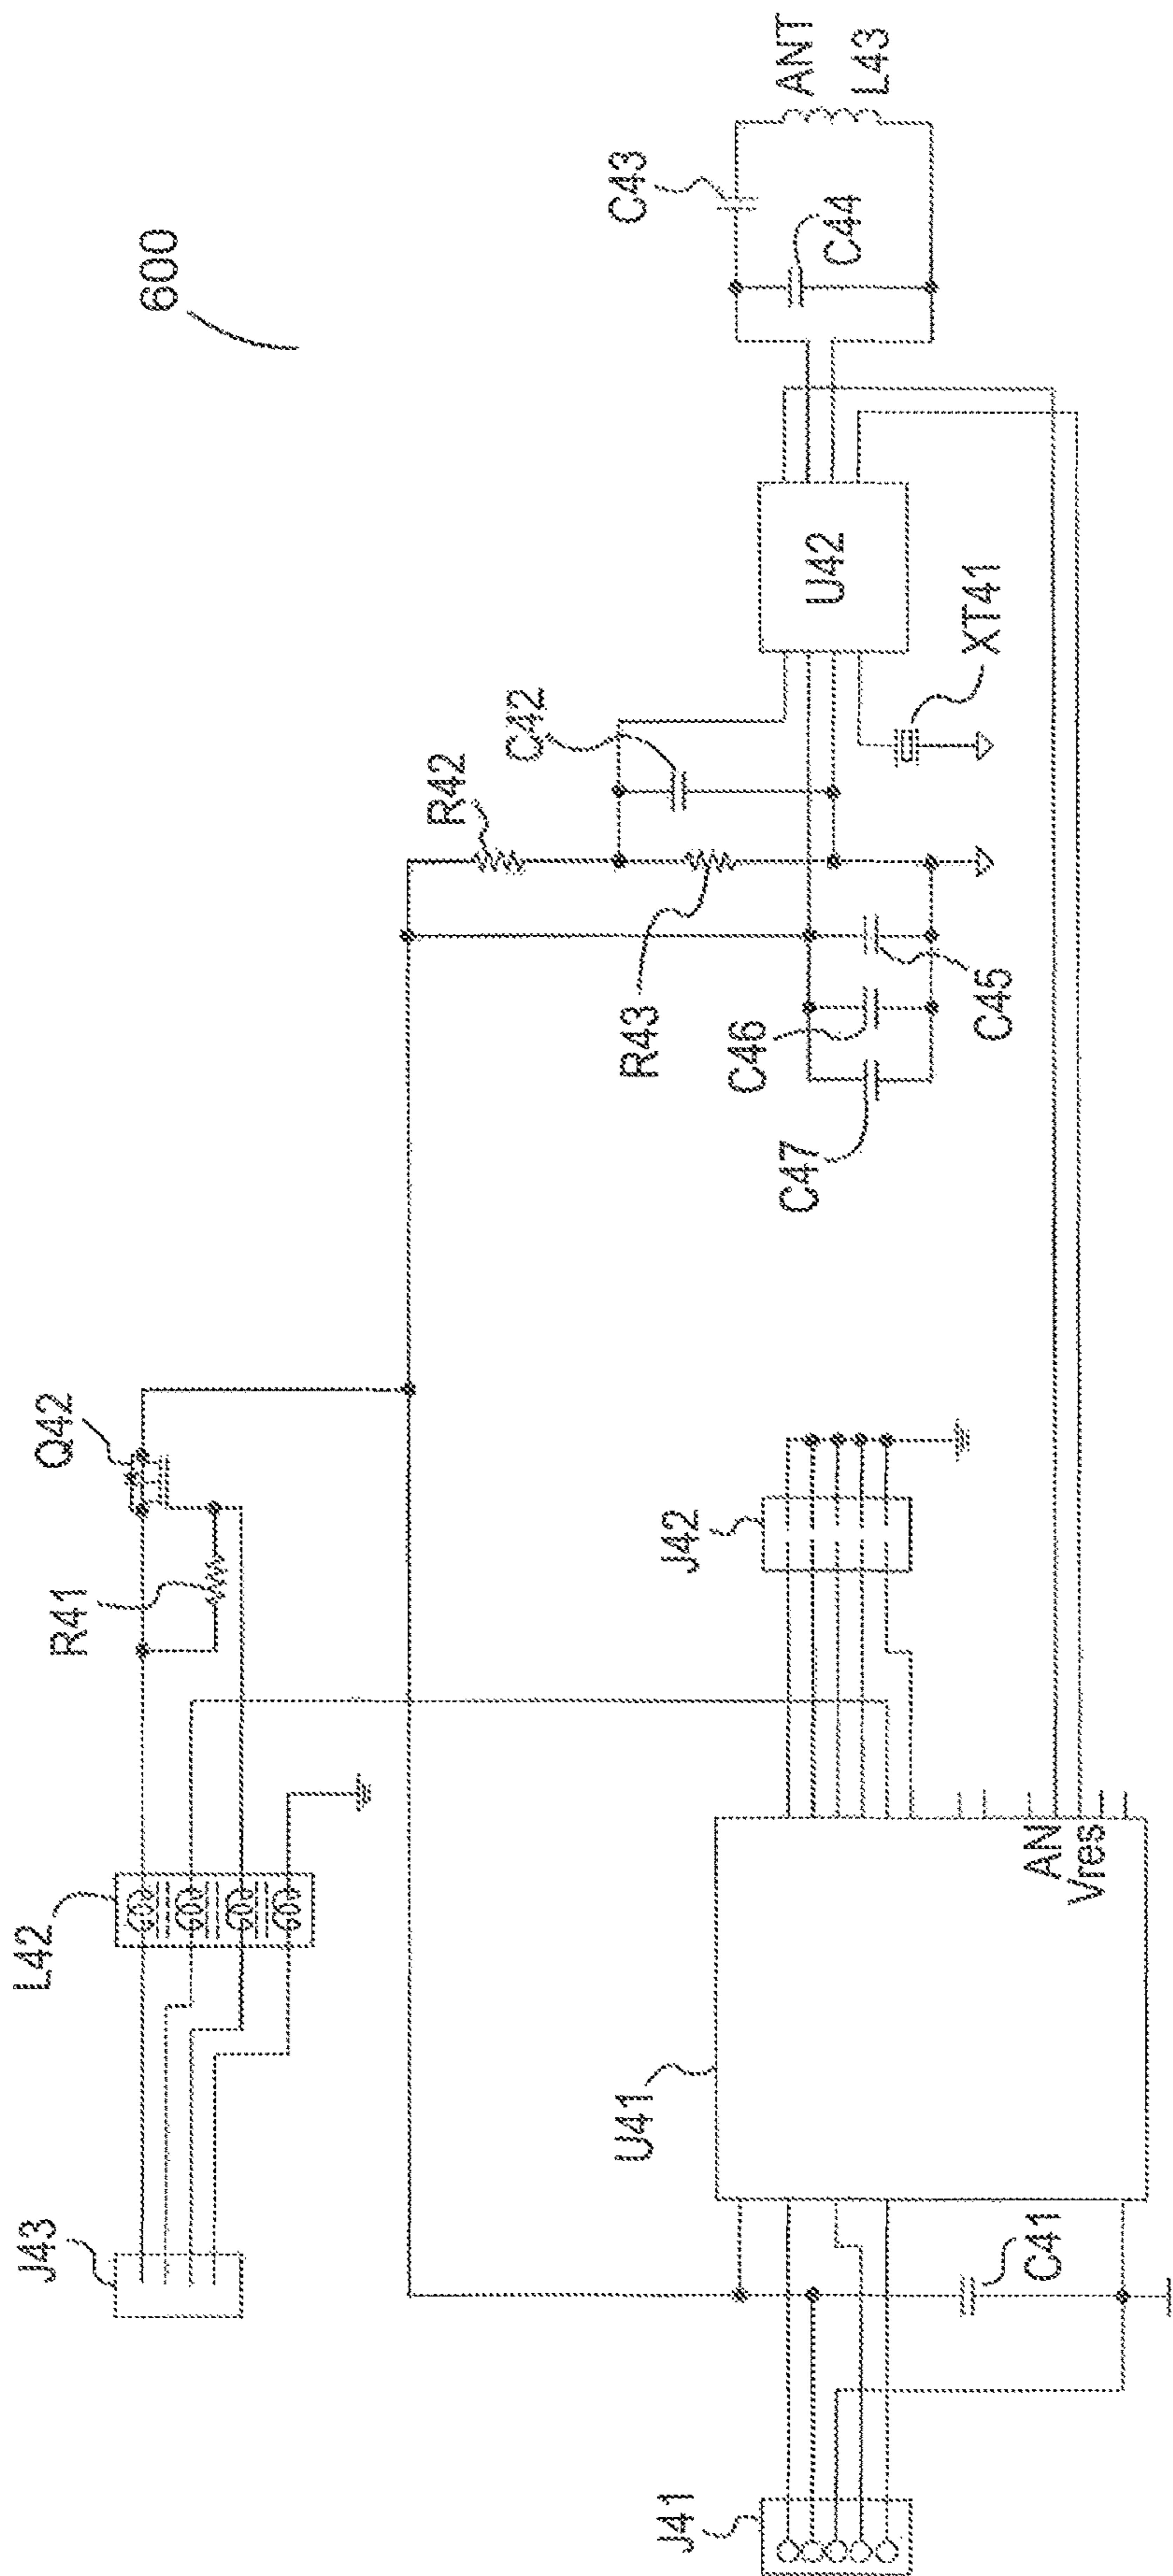 600
J43
L42
R41
Q42
R42
C42
C43
ANT
L43
C44
U42
XT41
R43
C46
C45
C47
J42
U41
AN
Vres
J41
C41